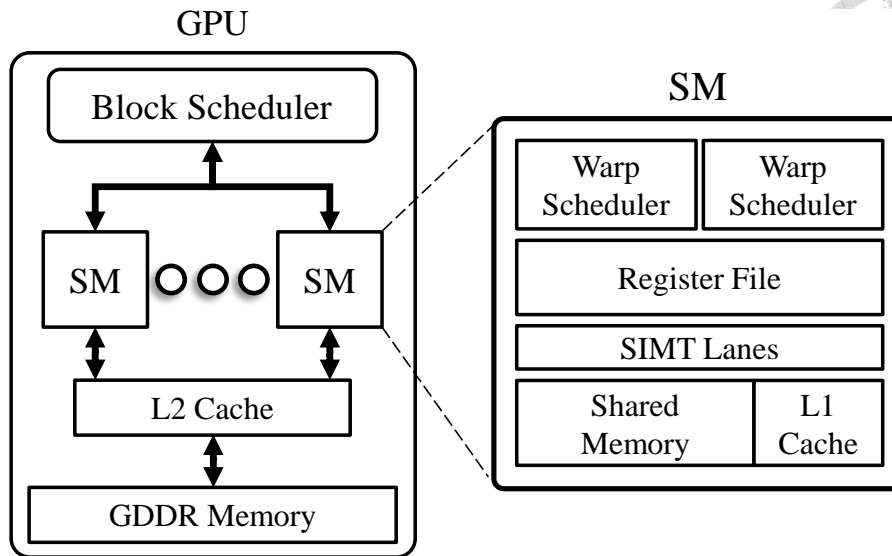 GPU
Block Scheduler
SM
SM
L2 Cache
GDDR Memory
SM
Warp
Scheduler
Warp
Scheduler
Register File
SIMT Lanes
Shared
Memory
L1
Cache